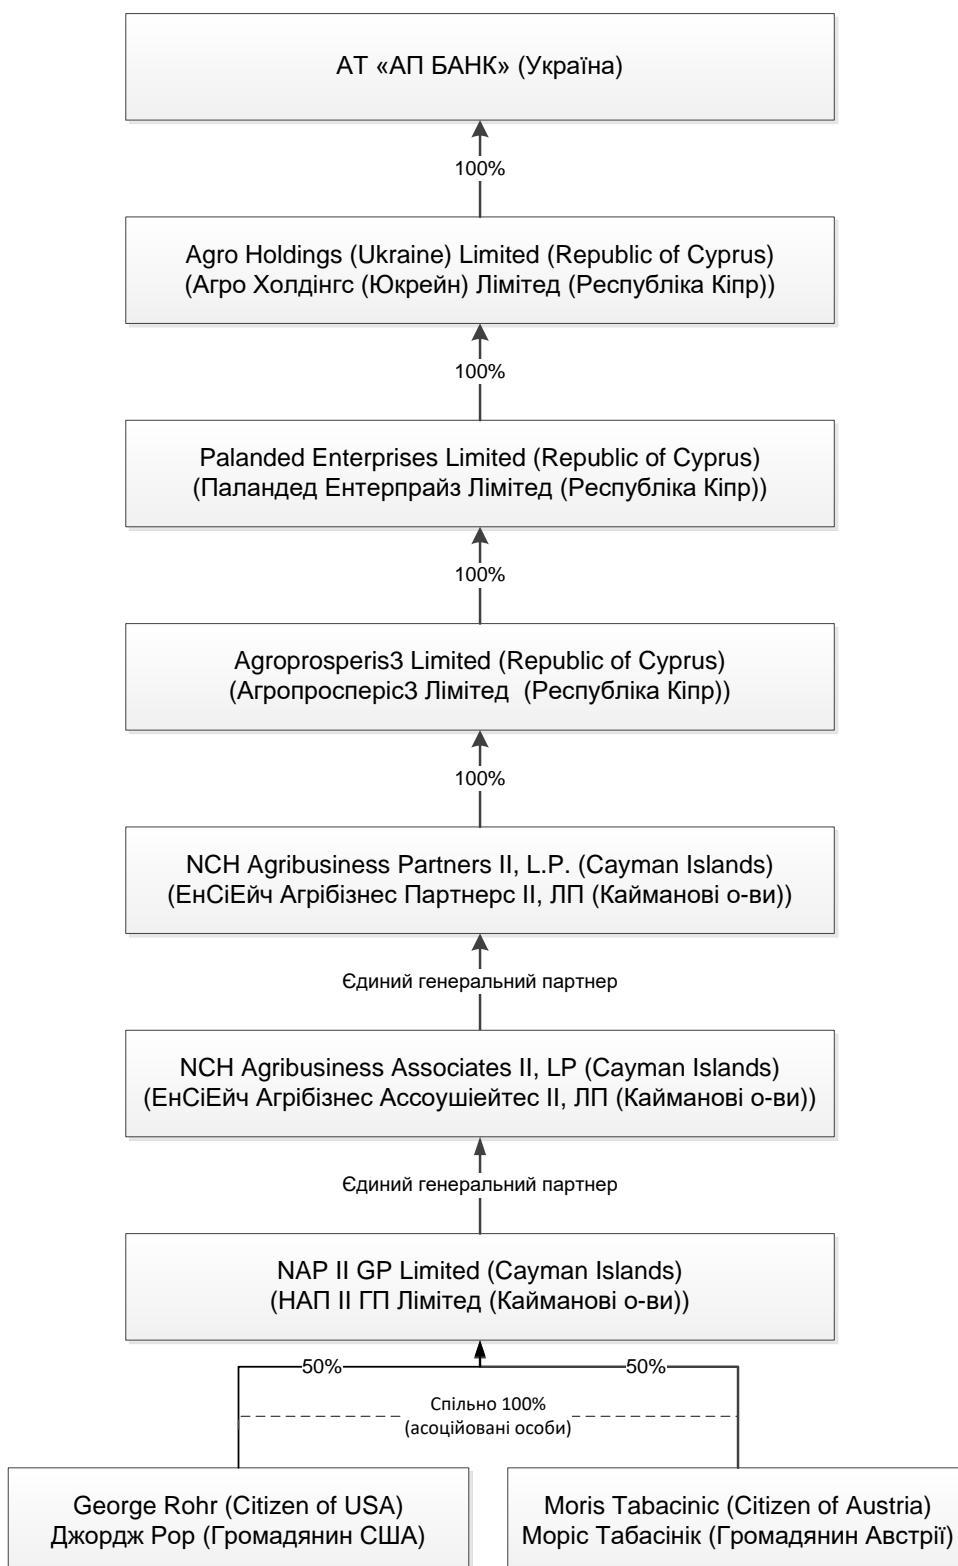 АТ «АП БАНК» (Україна)
100%
Agro Holdings (Ukraine) Limited (Republic of Cyprus)
(Агро Холдінгс (Юкрейн) Лімітед (Республіка Кіпр))
100%
Palanded Enterprises Limited (Republic of Cyprus)
(Паландед Ентерпрайз Лімітед (Республіка Кіпр))
100%
Agroprosperis3 Limited (Republic of Cyprus)
(Агропросперіс3 Лімітед (Республіка Кіпр))
100%
NCH Agribusiness Partners II, L.P. (Cayman Islands)
(ЕнСіЕйч Агрібізнес Партнерс II, ЛП (Кайманові о-ви))
Єдиний генеральний партнер
NCH Agribusiness Associates II, LP (Cayman Islands)
(ЕнСіЕйч Агрібізнес Ассоушіейтес II, ЛП (Кайманові о-ви))
Єдиний генеральний партнер
NAP II GP Limited (Cayman Islands)
(НАП II ГП Лімітед (Кайманові о-ви))
50% 50%
Спільно 100%
(асоційовані особи)
George Rohr (Citizen of USA)
Джордж Рор (Громадянин США)
Moris Tabacinic (Citizen of Austria)
Моріс Табасінік (Громадянин Австрії)